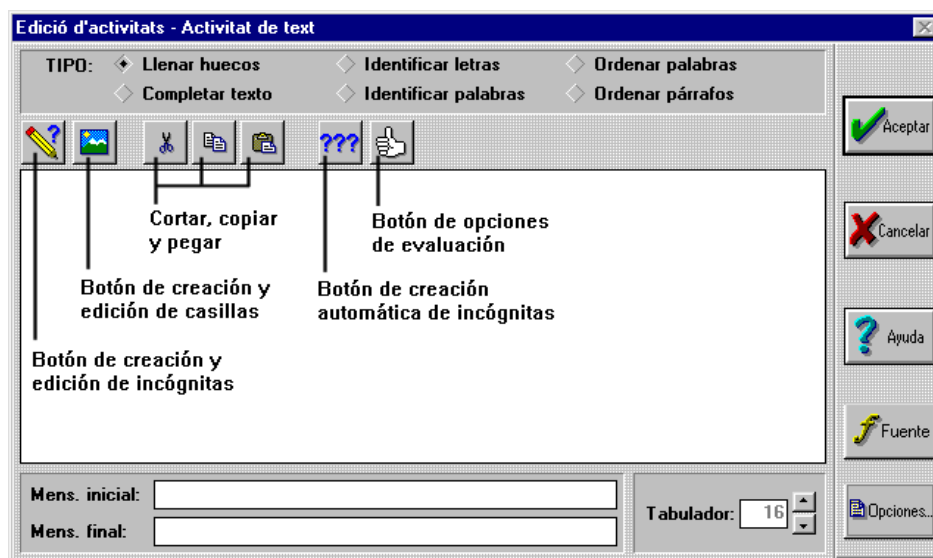 Edició d'activitats - Activitat de text
TIPO: Llenar huecos Identificar letras Ordenar palabras
Completar texto Identificar palabras Ordenar párrafos
???
Cortar, copiar
y pegar
Botón de opciones
de evaluación
Botón de creación y
edición de casillas
Botón de creación
automática de incógnitas
Botón de creación y
edición de incógnitas
Mens. inicial:
Mens. final:
Tabulador: 16
Aceptar
Cancelar
Ayuda
Fuente
Opciones...